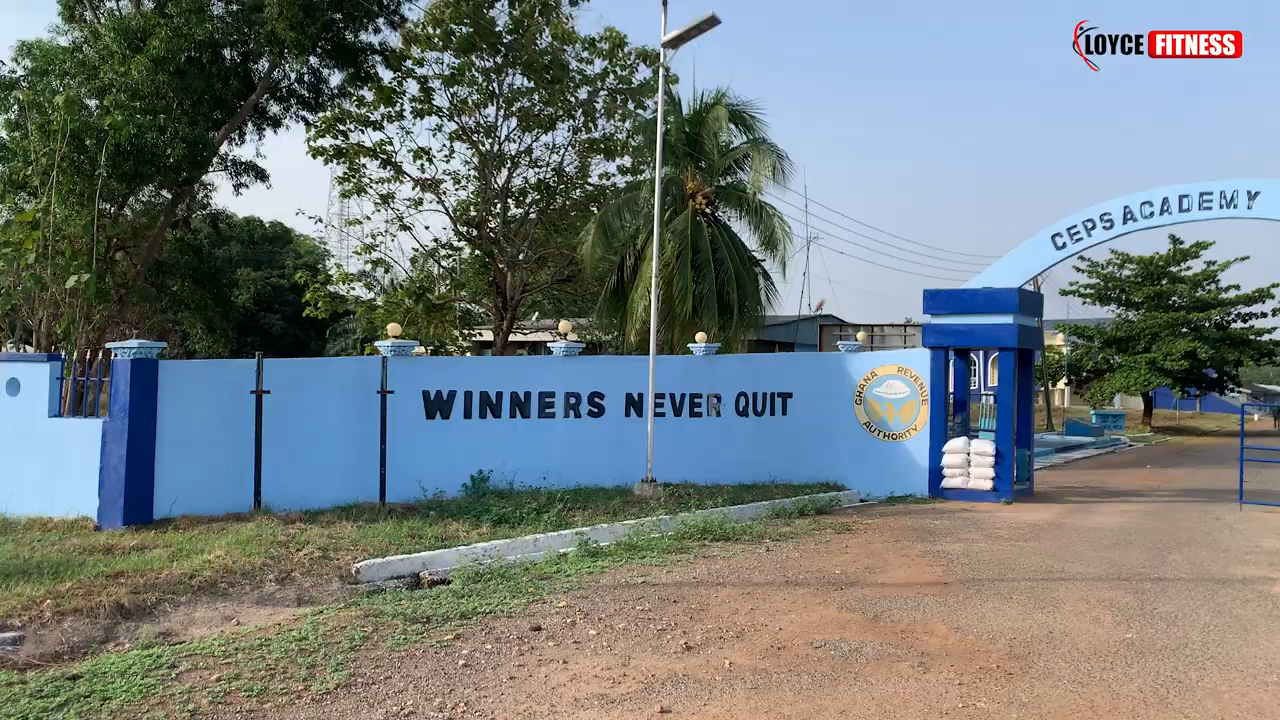 LOYCE FITNESS
CEPS ACADEMY
WINNERS NEVER QUIT
GHANA REVENUE
AUTHORITY